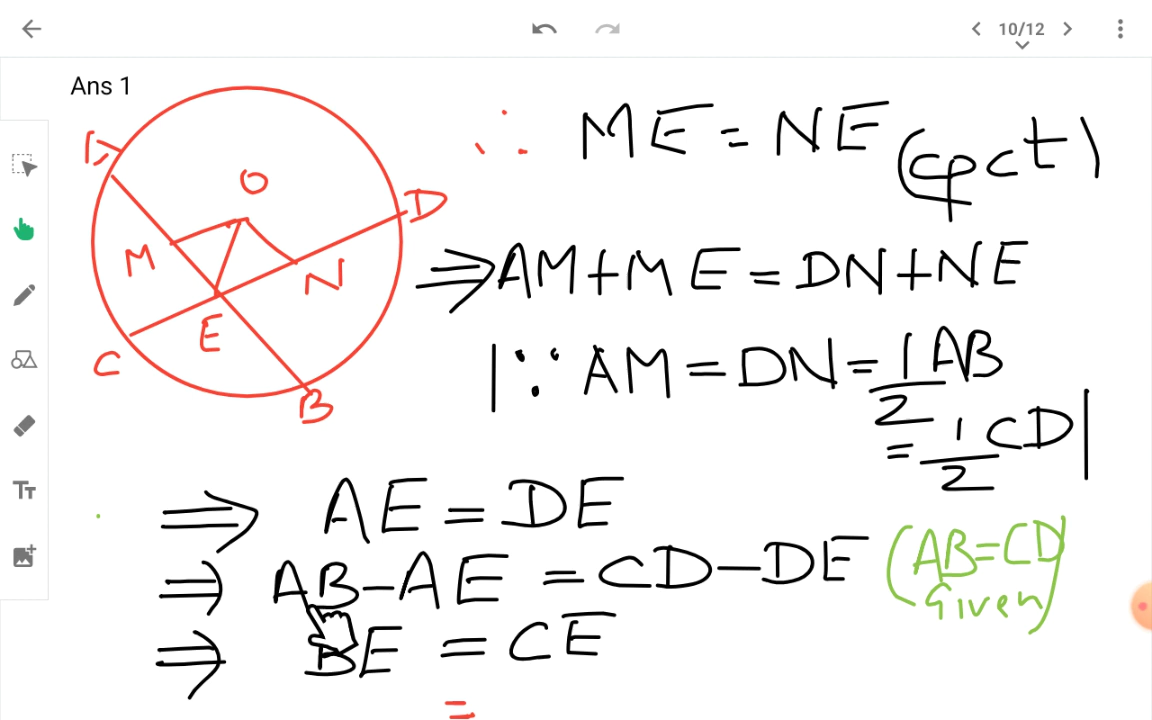 10/12
Ans 1
A
O
D
M
N
E
C
B
∴ ME = NE (cpct)
⇒ AM + ME = DN + NE
| ∵ AM = DN = 1/2 AB
= 1/2 CD |
⇒ AE = DE
⇒ AB - AE = CD - DE (AB = CD
Given)
⇒ BE = CE
=
Tт